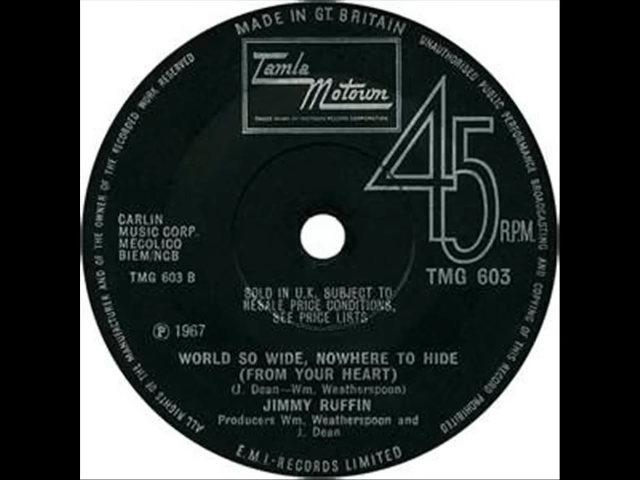 MADE IN GT. BRITAIN
UNAUTHORISED PUBLIC PERFORMANCE BROADCASTING AND COPYING OF THIS RECORD PROHIBITED
ALL RIGHTS OF THE MANUFACTURER AND OF THE OWNER OF THE RECORDED WORK RESERVED
Tamla
Motown
TRADE MARK OF MOTOWN RECORD CORPORATION
45
R.P.M.
TMG 603
CARLIN
MUSIC CORP.
MECOLICO
BIEM/NCB
TMG 603 B
SOLD IN U.K. SUBJECT TO
RESALE PRICE CONDITIONS,
SEE PRICE LISTS
Ⓟ 1967
WORLD SO WIDE, NOWHERE TO HIDE
(FROM YOUR HEART)
(J. Dean—Wm. Weatherspoon)
JIMMY RUFFIN
Producers Wm. Weatherspoon and
J. Dean
E.M.I.-RECORDS LIMITED